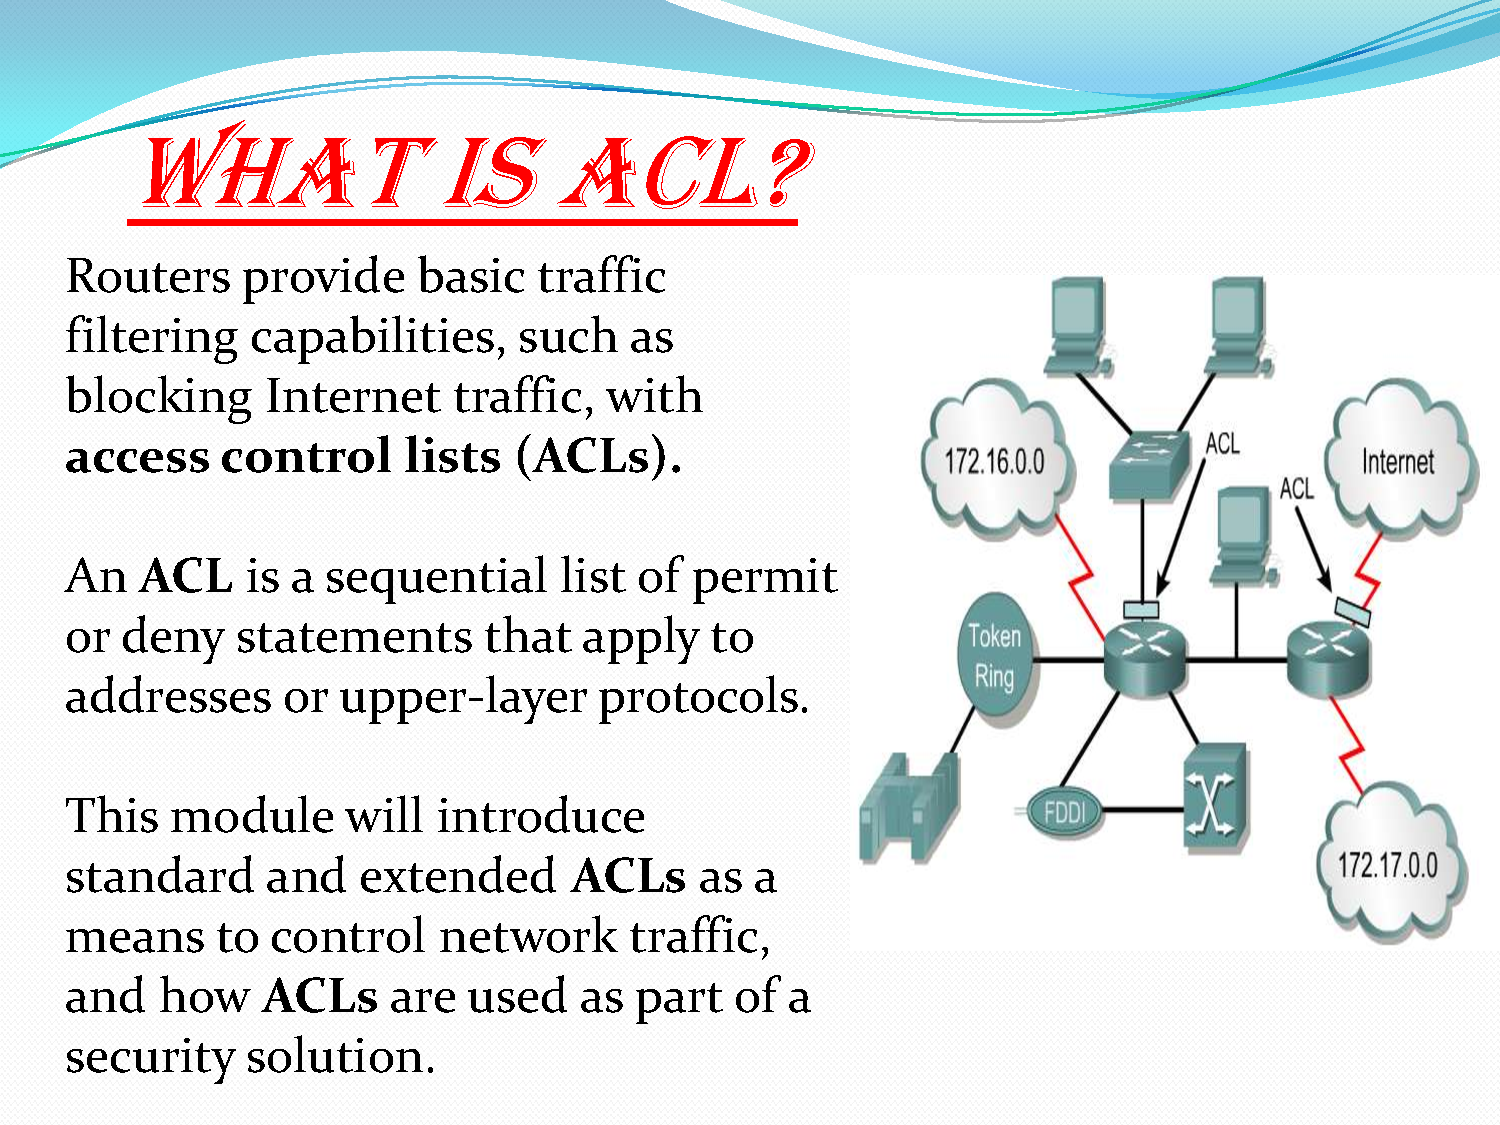 WHAT IS ACL?
Routers provide basic traffic
filtering capabilities, such as
blocking Internet traffic, with
access control lists (ACLs).
An ACL is a sequential list of permit
or deny statements that apply to
addresses or upper-layer protocols.
This module will introduce
standard and extended ACLs as a
means to control network traffic,
and how ACLs are used as part of a
security solution.
172.16.0.0
ACL
Internet
ACL
Token
Ring
FDDI
172.17.0.0